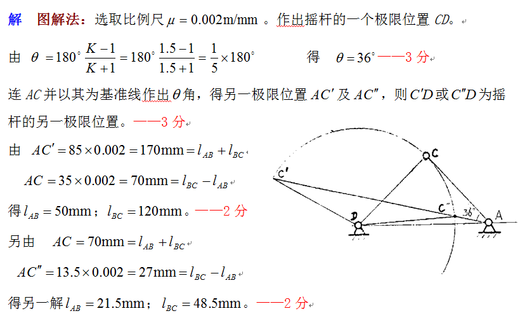 解 图解法：选取比例尺 μ = 0.002m/mm 。作出摇杆的一个极限位置 CD。
由 θ = 180° (K－1)/(K＋1) = 180° (1.5－1)/(1.5＋1) = 1/5 × 180° 得 θ = 36° ——3 分
连 AC 并以其为基准线作出 θ 角，得另一极限位置 AC′ 及 AC″，则 C′D 或 C″D 为摇
杆的另一极限位置。——3 分
由 AC′ = 85×0.002 = 170mm = l_AB + l_BC
AC = 35×0.002 = 70mm = l_BC － l_AB
得 l_AB = 50mm； l_BC = 120mm。——2 分
另由 AC = 70mm = l_AB + l_BC
AC″ = 13.5×0.002 = 27mm = l_BC － l_AB
得另一解 l_AB = 21.5mm； l_BC = 48.5mm。——2 分
C
C'
D
C″
36°
A